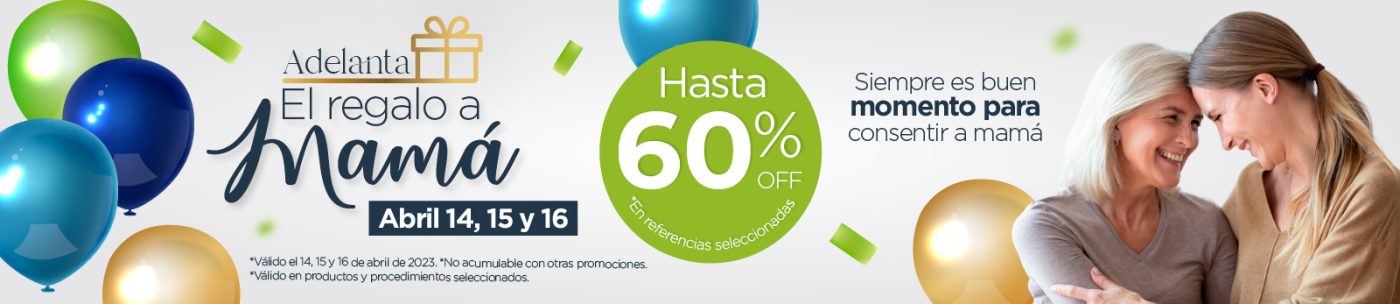 Adelanta
El regalo a
Mamá
Abril 14, 15 y 16
*Válido el 14, 15 y 16 de abril de 2023. *No acumulable con otras promociones.
*Válido en productos y procedimientos seleccionados.
Hasta
60%
OFF
*En referencias seleccionadas
Siempre es buen
momento para
consentir a mamá